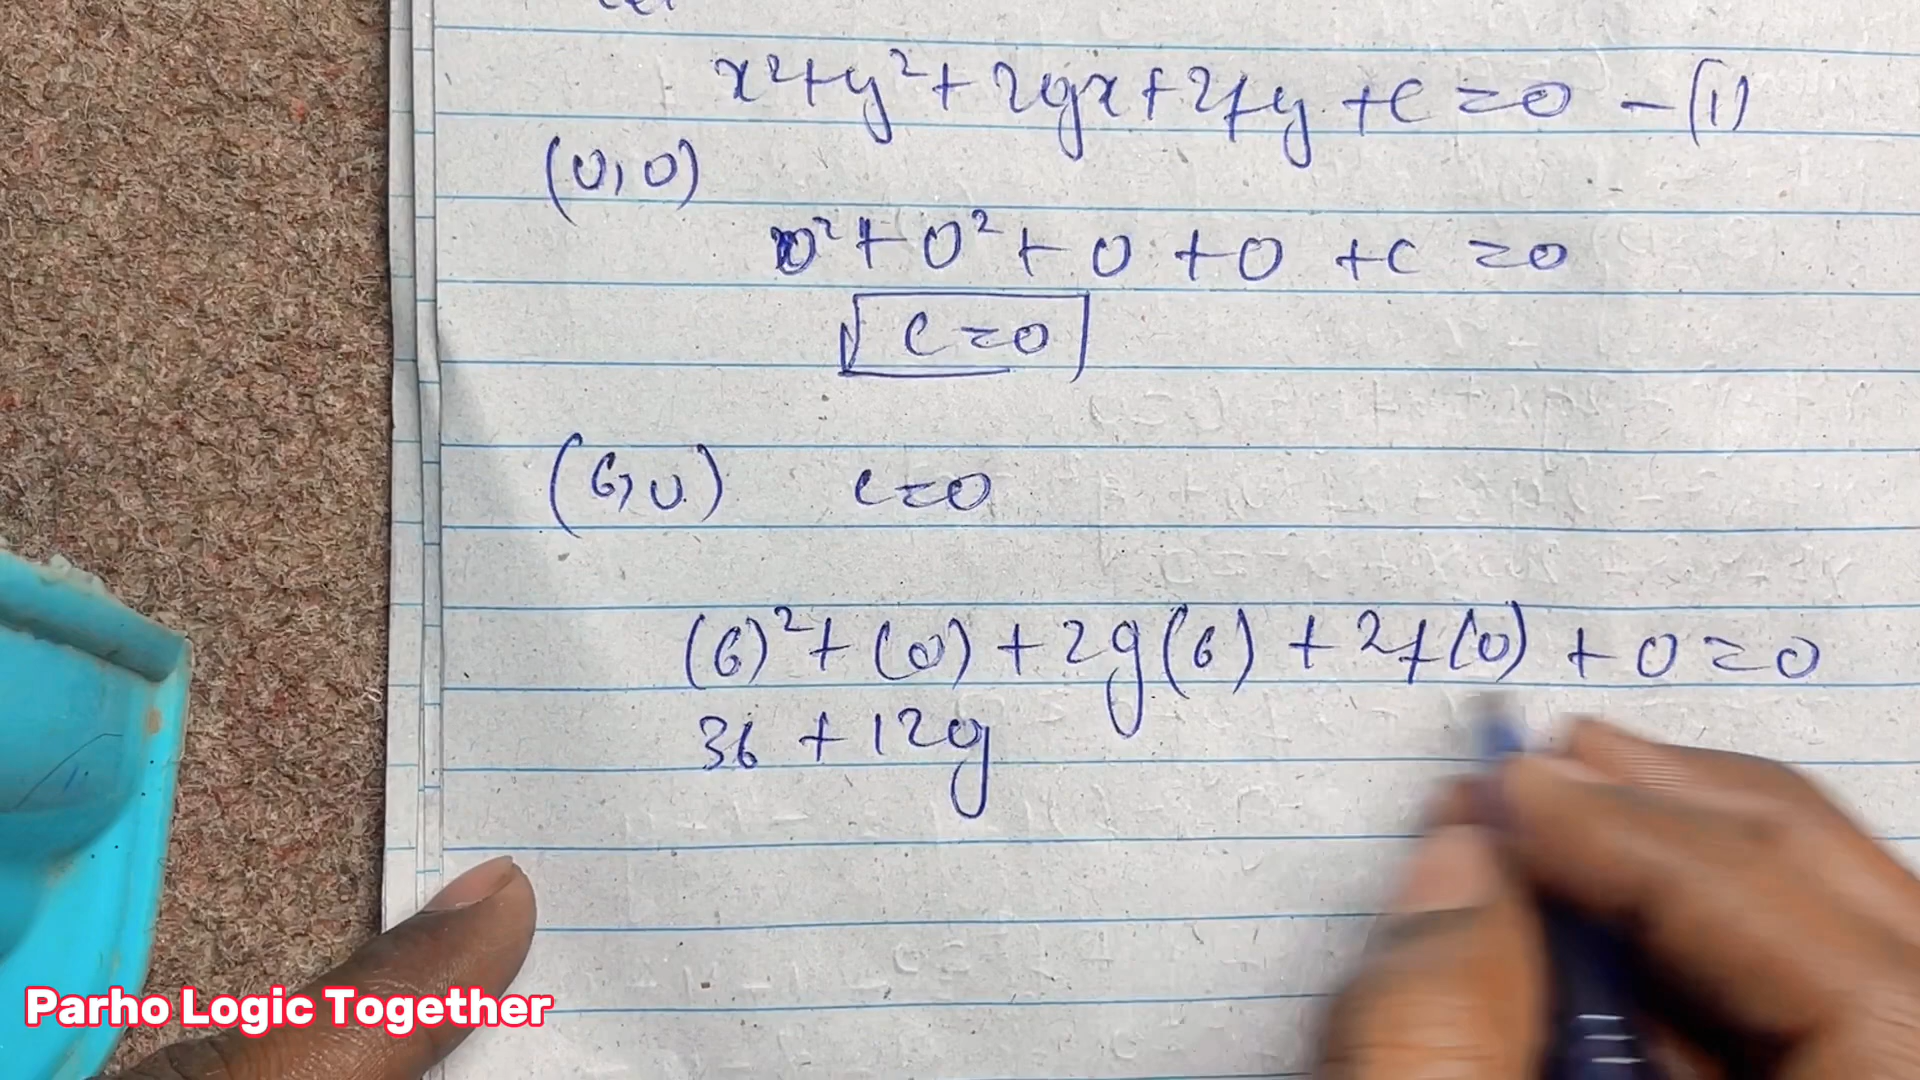 x²+y²+2gx+2fy+c=0 -(1)
(0,0)
0²+0²+0+0+c=0
c=0
(6,0) c=0
(6)²+(0)+2g(6)+2f(0)+0=0
36+12g
Parho Logic Together